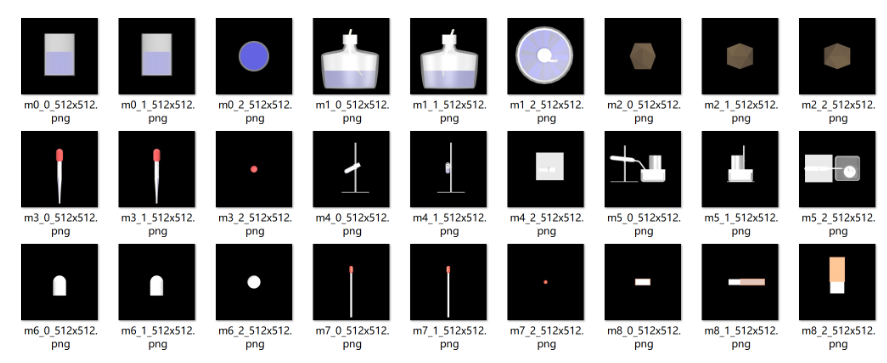 m0_0_512x512.
png
m0_1_512x512.
png
m0_2_512x512.
png
m1_0_512x512.
png
m1_1_512x512.
png
m1_2_512x512.
png
m2_0_512x512.
png
m2_1_512x512.
png
m2_2_512x512.
png
m3_0_512x512.
png
m3_1_512x512.
png
m3_2_512x512.
png
m4_0_512x512.
png
m4_1_512x512.
png
m4_2_512x512.
png
m5_0_512x512.
png
m5_1_512x512.
png
m5_2_512x512.
png
m6_0_512x512.
png
m6_1_512x512.
png
m6_2_512x512.
png
m7_0_512x512.
png
m7_1_512x512.
png
m7_2_512x512.
png
m8_0_512x512.
png
m8_1_512x512.
png
m8_2_512x512.
png